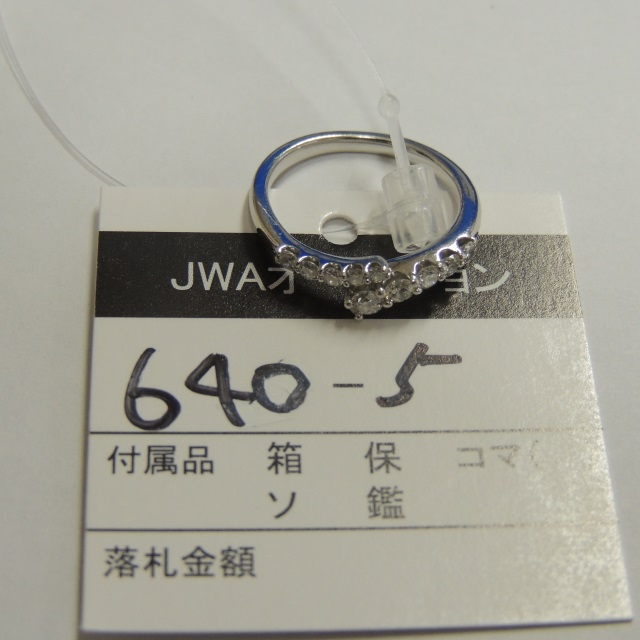 JWAオ ョン
640-5
付属品 箱 保 コマ(
ソ 鑑
落札金額